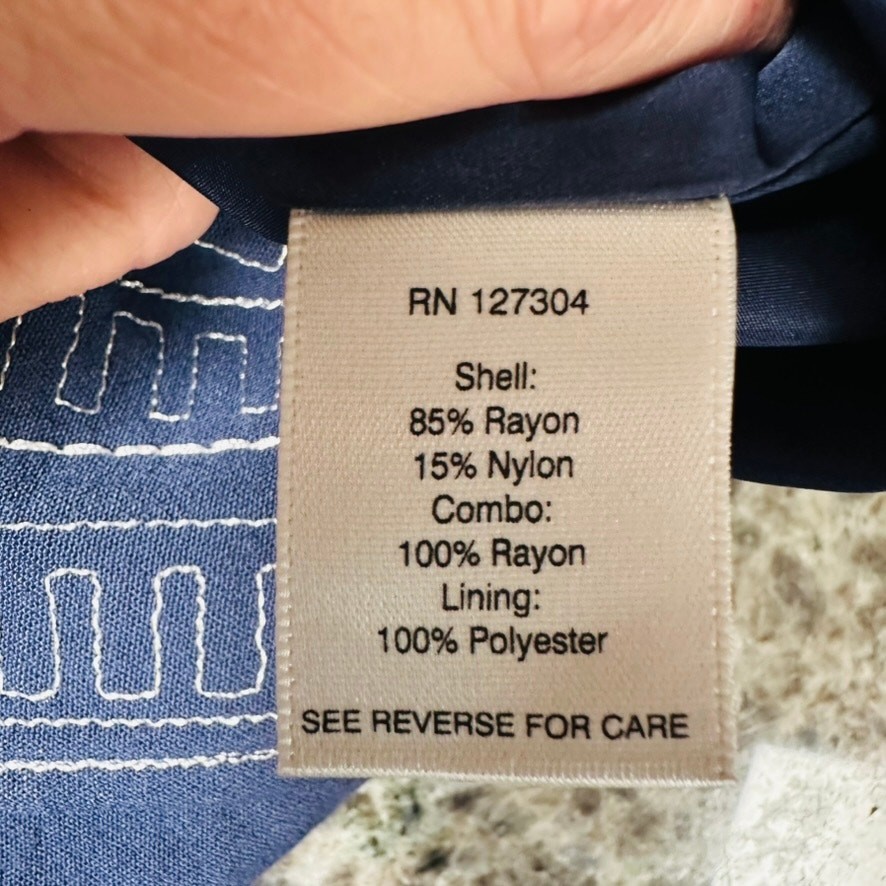 RN 127304
Shell:
85% Rayon
15% Nylon
Combo:
100% Rayon
Lining:
100% Polyester
SEE REVERSE FOR CARE